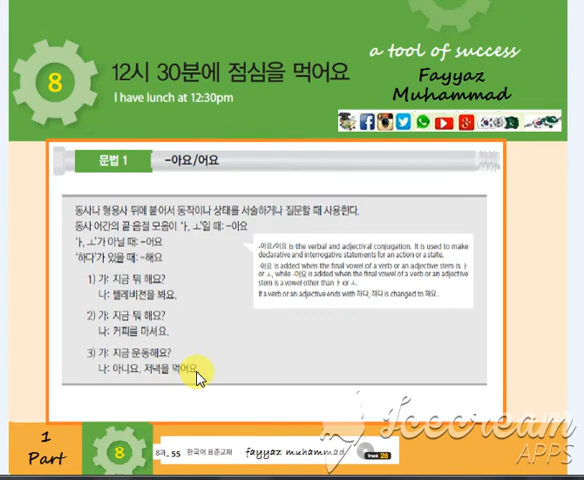 8
12시 30분에 점심을 먹어요
I have lunch at 12:30pm
a tool of success
Fayyaz
Muhammad
문법 1
-아요/어요
동사나 형용사 뒤에 붙어서 동작이나 상태를 서술하거나 질문할 때 사용한다.
동사 어간의 끝 음절 모음이 'ㅏ, ㅗ'일 때: -아요
'ㅏ, ㅗ'가 아닐 때: -어요
'하다'가 있을 때: -해요
-아요/어요 is the verbal and adjectival conjugation. It is used to make
declarative and interrogative statements for an action or a state.
-아요 is added when the final vowel of a verb or an adjective stem is ㅏ
or ㅗ, while -어요 is added when the final vowel of a verb or an adjective
stem is a vowel other than ㅏ or ㅗ.
If a verb or an adjective ends with 하다, 하다 is changed to 해요.
1) 가: 지금 뭐 해요?
나: 텔레비전을 봐요.
2) 가: 지금 뭐 해요?
나: 커피를 마셔요.
3) 가: 지금 운동해요?
나: 아니요. 저녁을 먹어요.
1
Part
8
8과_ 55 한국어 표준교재 fayyaz muhammad
Track 28
Icecream
APPS